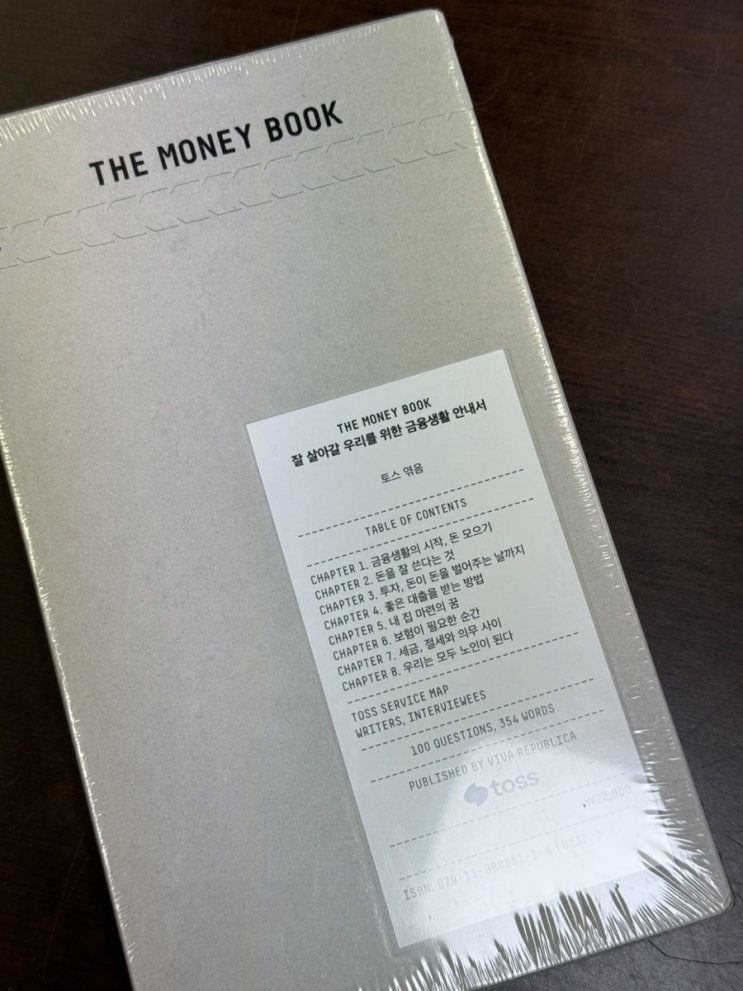 THE MONEY BOOK
THE MONEY BOOK
잘 살아갈 우리를 위한 금융생활 안내서
토스 엮음
TABLE OF CONTENTS
CHAPTER 1. 금융생활의 시작, 돈 모으기
CHAPTER 2. 돈을 잘 쓴다는 것
CHAPTER 3. 투자, 돈이 돈을 벌어주는 날까지
CHAPTER 4. 좋은 대출을 받는 방법
CHAPTER 5. 내 집 마련의 꿈
CHAPTER 6. 보험이 필요한 순간
CHAPTER 7. 세금, 절세와 의무 사이
CHAPTER 8. 우리는 모두 노인이 된다
TOSS SERVICE MAP
WRITERS, INTERVIEWEES
100 QUESTIONS, 354 WORDS
PUBLISHED BY VIVA REPUBLICA
toss
ISBN: